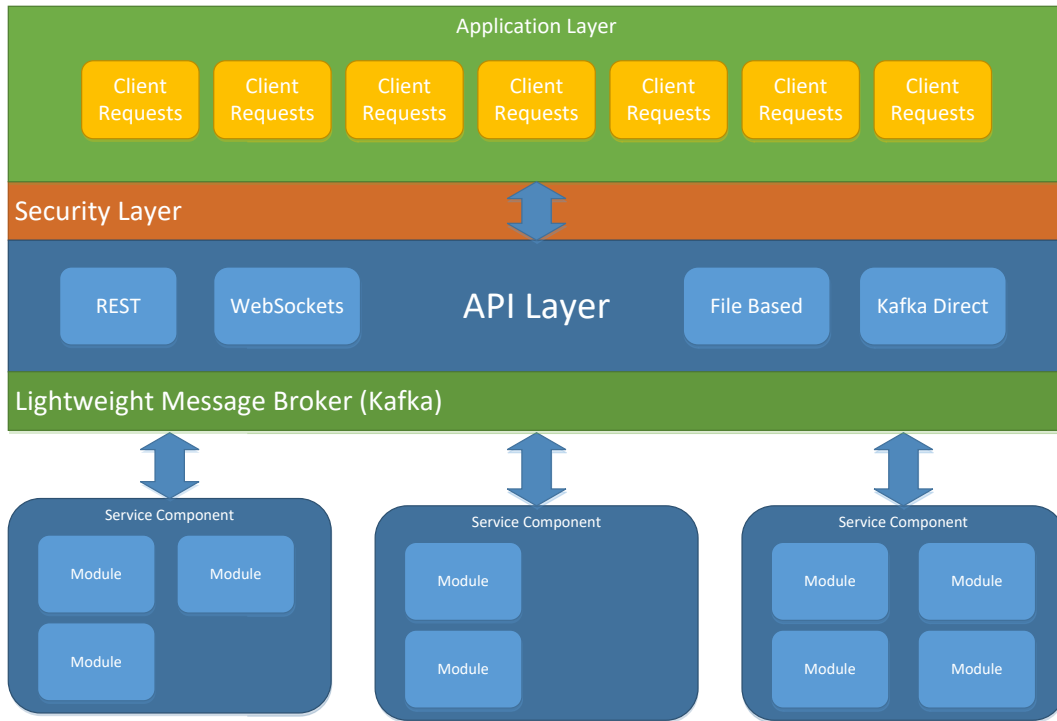 Application Layer
Client
Requests
Client
Requests
Client
Requests
Client
Requests
Client
Requests
Client
Requests
Client
Requests
Security Layer
REST
WebSockets
API Layer
File Based
Kafka Direct
Lightweight Message Broker (Kafka)
Service Component
Module
Module
Module
Service Component
Module
Module
Service Component
Module
Module
Module
Module